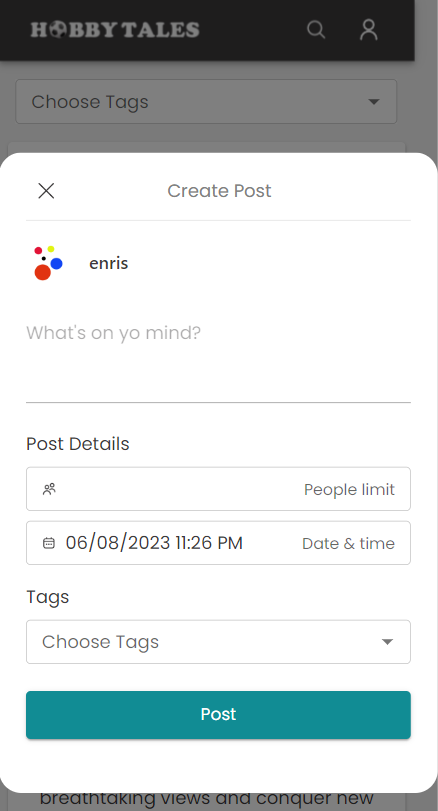 HOBBY TALES
Choose Tags
Create Post
enris
What's on yo mind?
Post Details
People limit
06/08/2023 11:26 PM Date & time
Tags
Choose Tags
Post
breathtaking views and conquer new